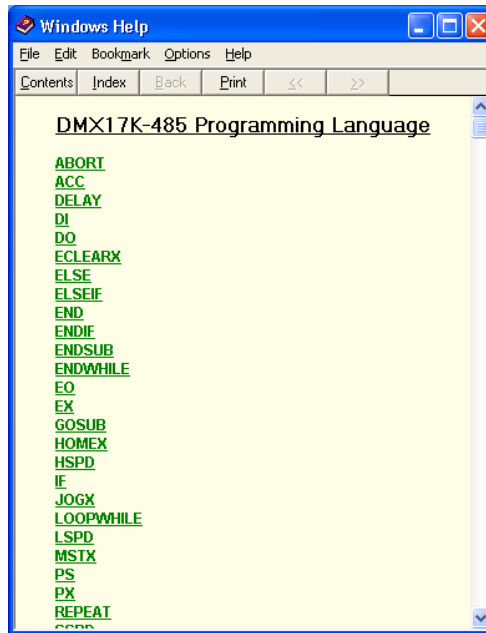 Windows Help
File Edit Bookmark Options Help
Contents Index Back Print << >>
DMX17K-485 Programming Language
ABORT
ACC
DELAY
DI
DO
ECLEARX
ELSE
ELSEIF
END
ENDIF
ENDSUB
ENDWHILE
EO
EX
GOSUB
HOMEX
HSPD
IF
JOGX
LOOPWHILE
LSPD
MSTX
PS
PX
REPEAT